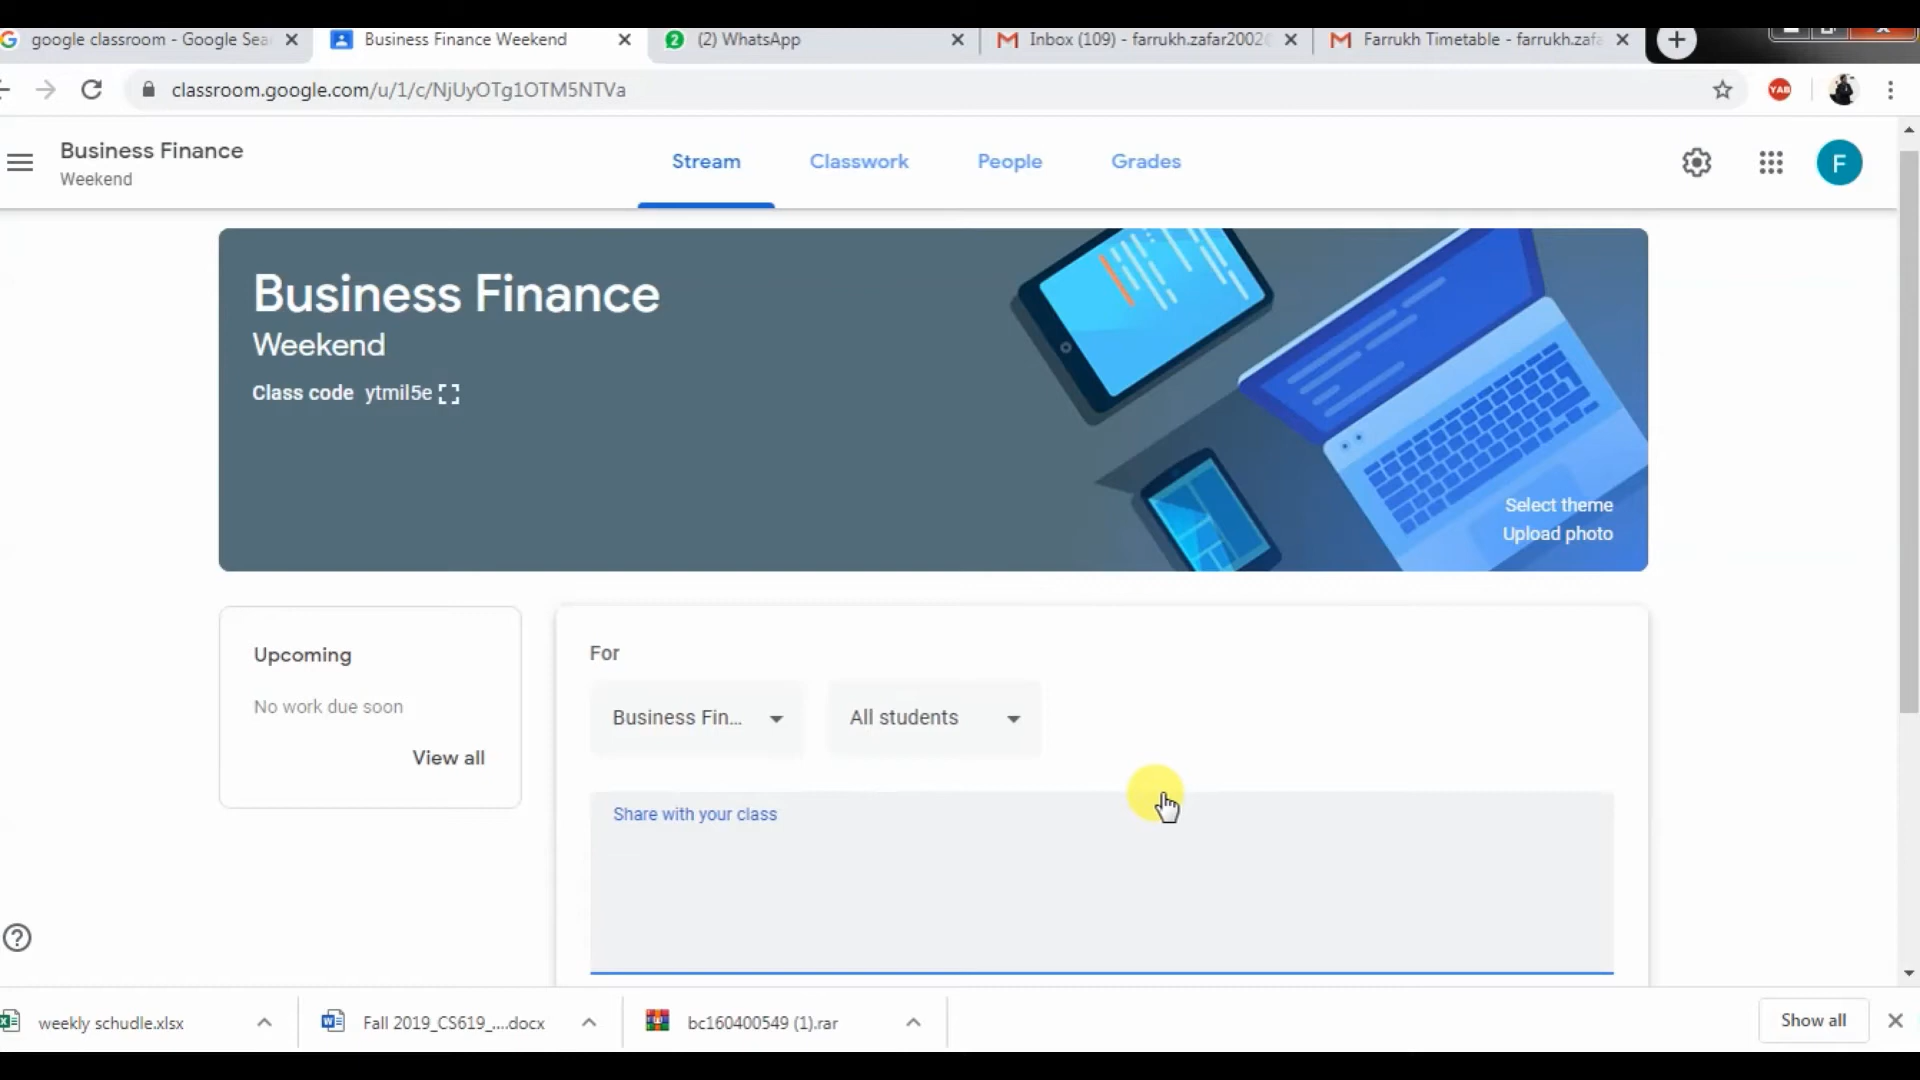 google classroom - Google Sea
Business Finance Weekend
2 (2) WhatsApp
Inbox (109) - farrukh.zafar2002@
Farrukh Timetable - farrukh.zafa
classroom.google.com/u/1/c/NjUyOTg1OTM5NTVa
YAB
Business Finance
Weekend
Stream
Classwork
People
Grades
F
Business Finance
Weekend
Class code ytmil5e
Select theme
Upload photo
Upcoming
No work due soon
View all
For
Business Fin...
All students
Share with your class
weekly schudle.xlsx
Fall 2019_CS619_....docx
bc160400549 (1).rar
Show all